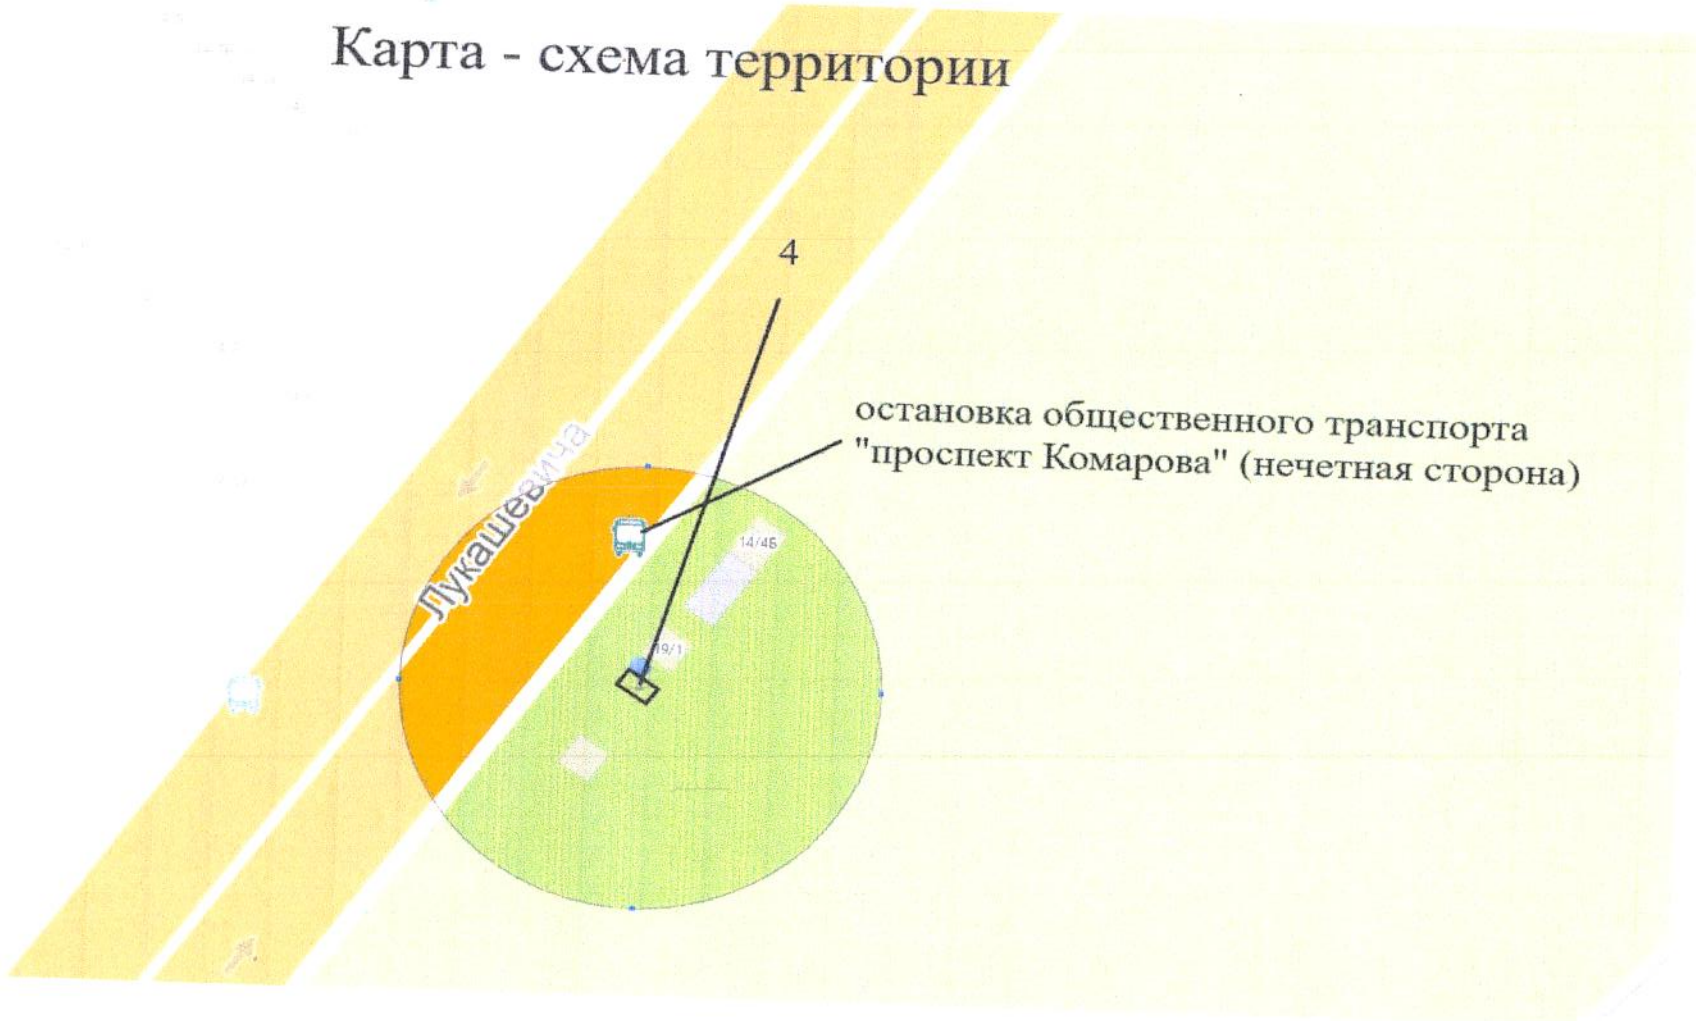 Карта - схема территории
4
остановка общественного транспорта
"проспект Комарова" (нечетная сторона)
Лукашевича
14/4Б
19/1